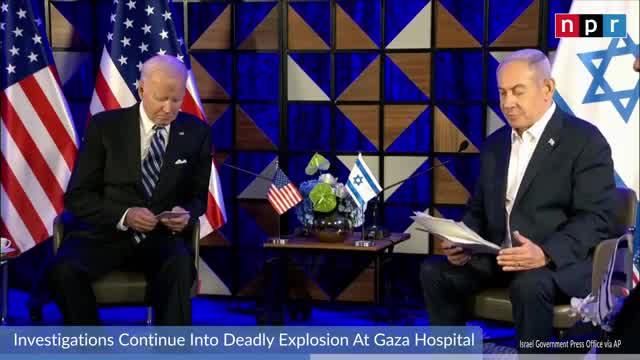 npr
Investigations Continue Into Deadly Explosion At Gaza Hospital
Israel Government Press Office via AP